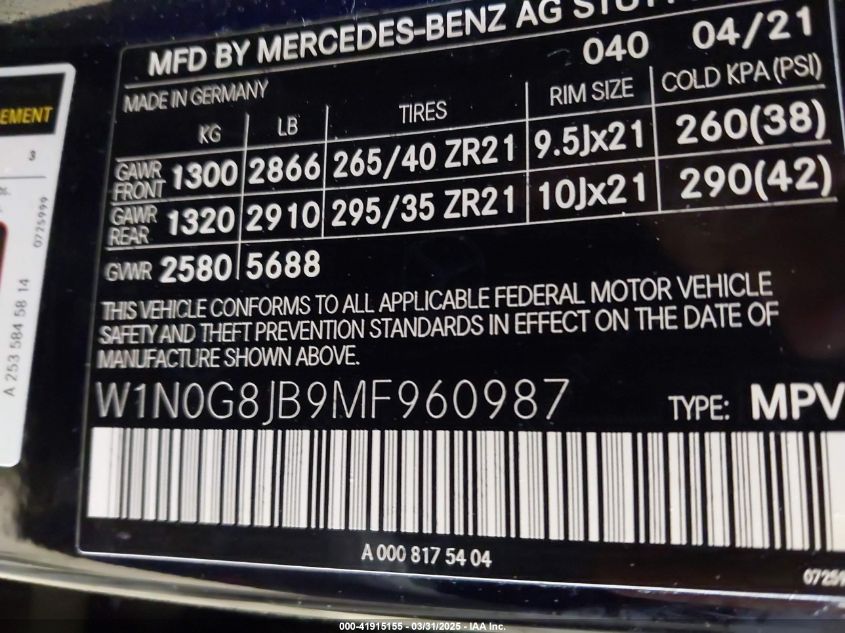 MFD BY MERCEDES-BENZ AG
040 04/21
MADE IN GERMANY
KG LB TIRES RIM SIZE COLD KPA (PSI)
GAWR FRONT 1300 2866 265/40 ZR21 9.5Jx21 260(38)
GAWR REAR 1320 2910 295/35 ZR21 10Jx21 290(42)
GVWR 2580 5688
THIS VEHICLE CONFORMS TO ALL APPLICABLE FEDERAL MOTOR VEHICLE
SAFETY AND THEFT PREVENTION STANDARDS IN EFFECT ON THE DATE OF
MANUFACTURE SHOWN ABOVE.
W1N0G8JB9MF960987 TYPE: MPV
A 000 817 54 04
EMENT
3
0725999
A 253 584 58 14
000-41915155 - 03/31/2025 - IAA Inc.